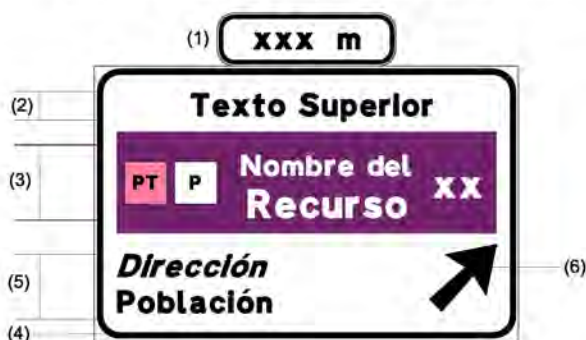 (1) xxx m
(2) Texto Superior
(3) PT P Nombre del Recurso xx
(5) Dirección
Población
(6)
(4)